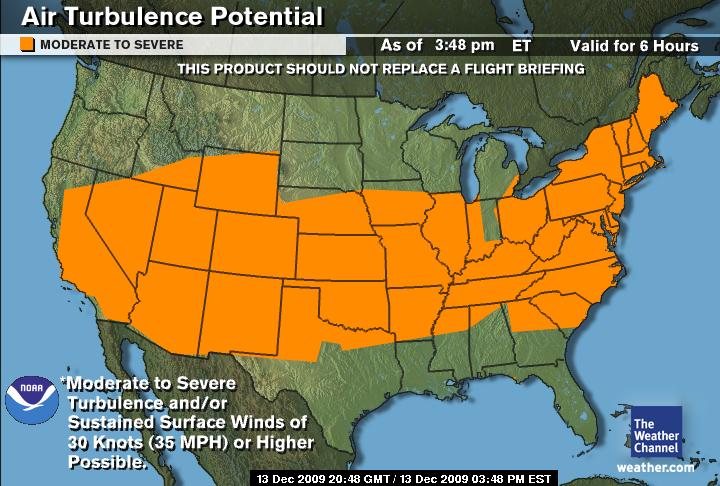 Air Turbulence Potential
MODERATE TO SEVERE
As of 3:48 pm ET Valid for 6 Hours
THIS PRODUCT SHOULD NOT REPLACE A FLIGHT BRIEFING
NOAA
*Moderate to Severe
Turbulence and/or
Sustained Surface Winds of
30 Knots (35 MPH) or Higher
Possible.
The
Weather
Channel
weather.com
13 Dec 2009 20:48 GMT / 13 Dec 2009 03:48 PM EST